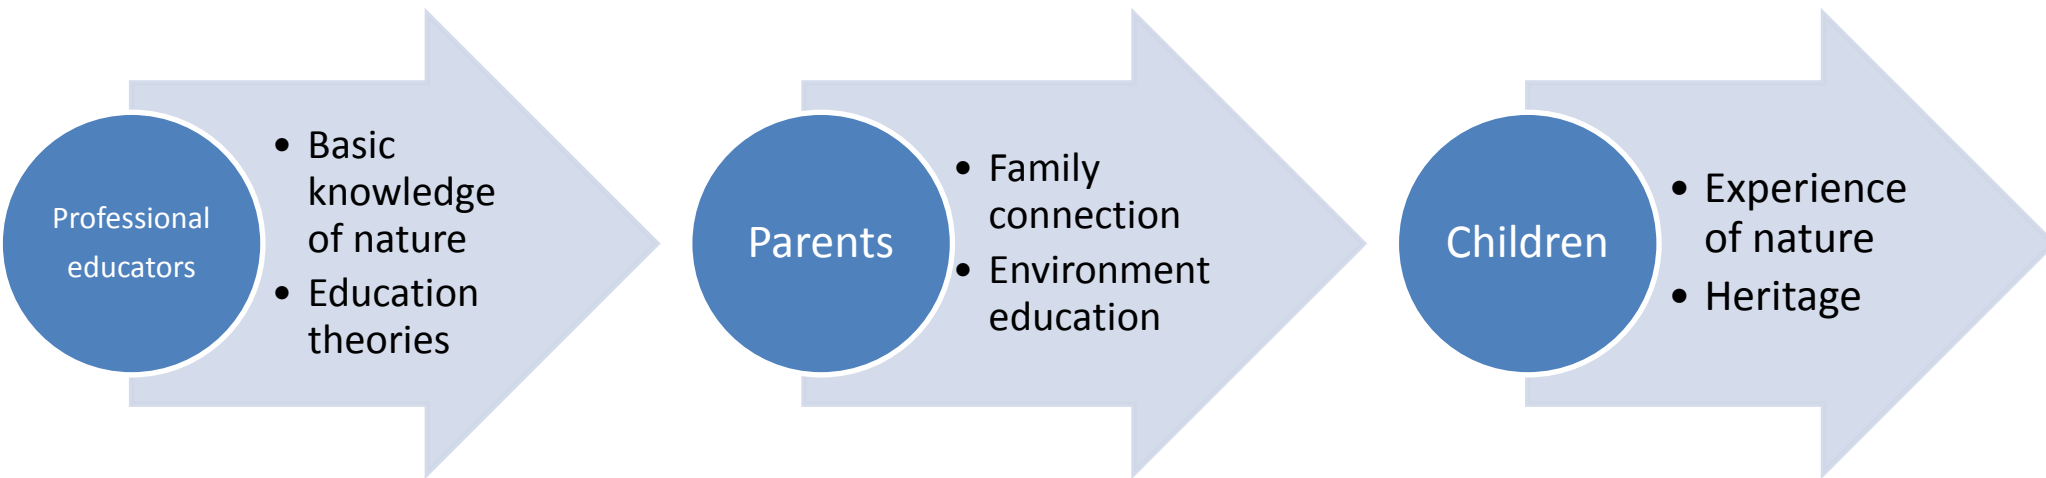 Professional
educators
• Basic
knowledge
of nature
• Education
theories
Parents
• Family
connection
• Environment
education
Children
• Experience
of nature
• Heritage